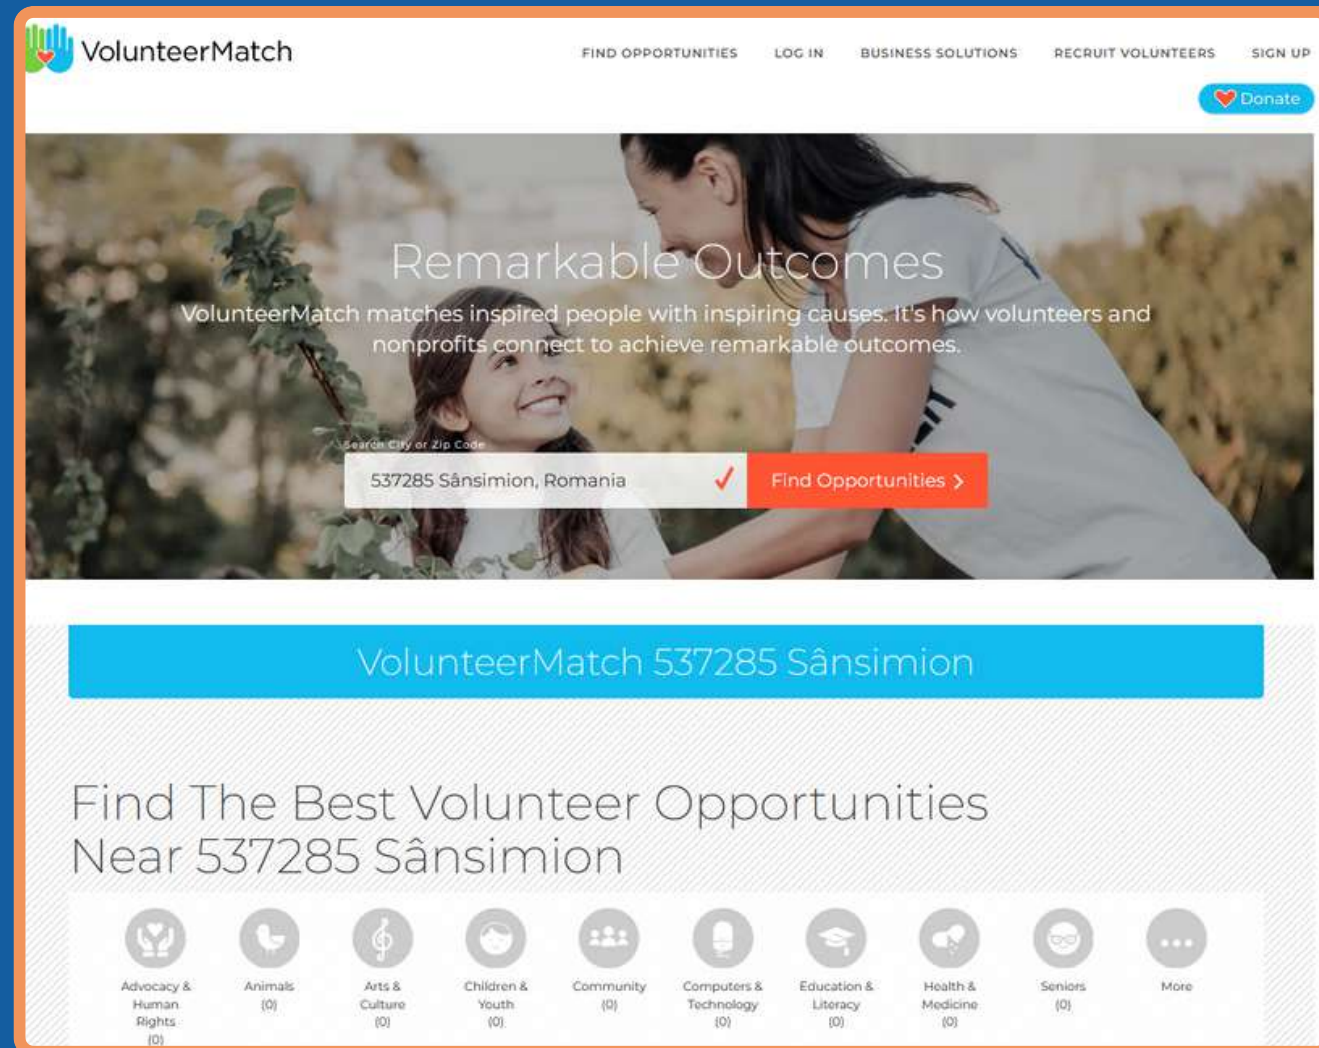 VolunteerMatch
FIND OPPORTUNITIES LOG IN BUSINESS SOLUTIONS RECRUIT VOLUNTEERS SIGN UP
Donate
Remarkable Outcomes
VolunteerMatch matches inspired people with inspiring causes. It's how volunteers and
nonprofits connect to achieve remarkable outcomes.
Search City or Zip Code
537285 Sânsimion, Romania
Find Opportunities >
VolunteerMatch 537285 Sânsimion
Find The Best Volunteer Opportunities
Near 537285 Sânsimion
Advocacy &
Human
Rights
(0)
Animals
(0)
Arts &
Culture
(0)
Children &
Youth
(0)
Community
(0)
Computers &
Technology
(0)
Education &
Literacy
(0)
Health &
Medicine
(0)
Seniors
(0)
More